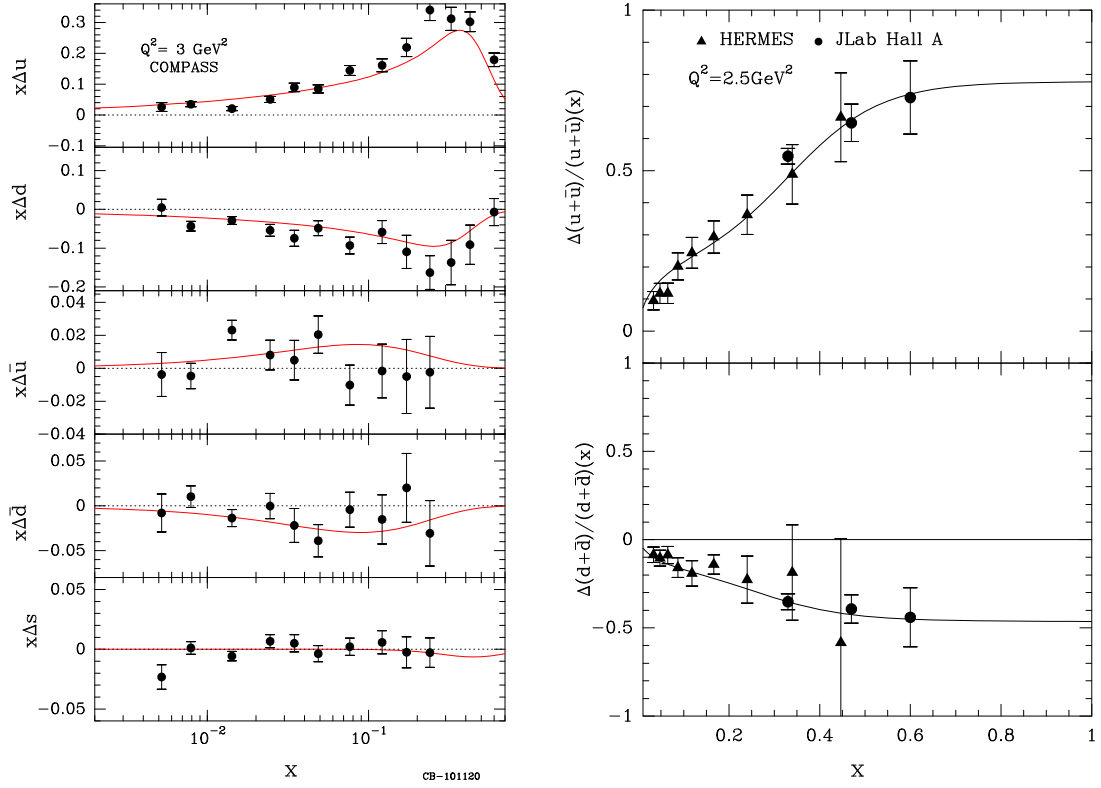 0.3
0.2
0.1
0
−0.1
xΔu
Q²= 3 GeV²
COMPASS
0.1
0
−0.1
−0.2
xΔd
0.04
0.02
0
−0.02
−0.04
xΔū
0.05
0
−0.05
xΔd̄
0.05
0
−0.05
xΔs
10⁻²
10⁻¹
X
CB−101120
1
0.5
0
Δ(u+ū)/(u+ū)(x)
HERMES
JLab Hall A
Q²=2.5GeV²
1
0.5
0
−0.5
−1
Δ(d+d̄)/(d+d̄)(x)
0.2
0.4
0.6
0.8
1
X